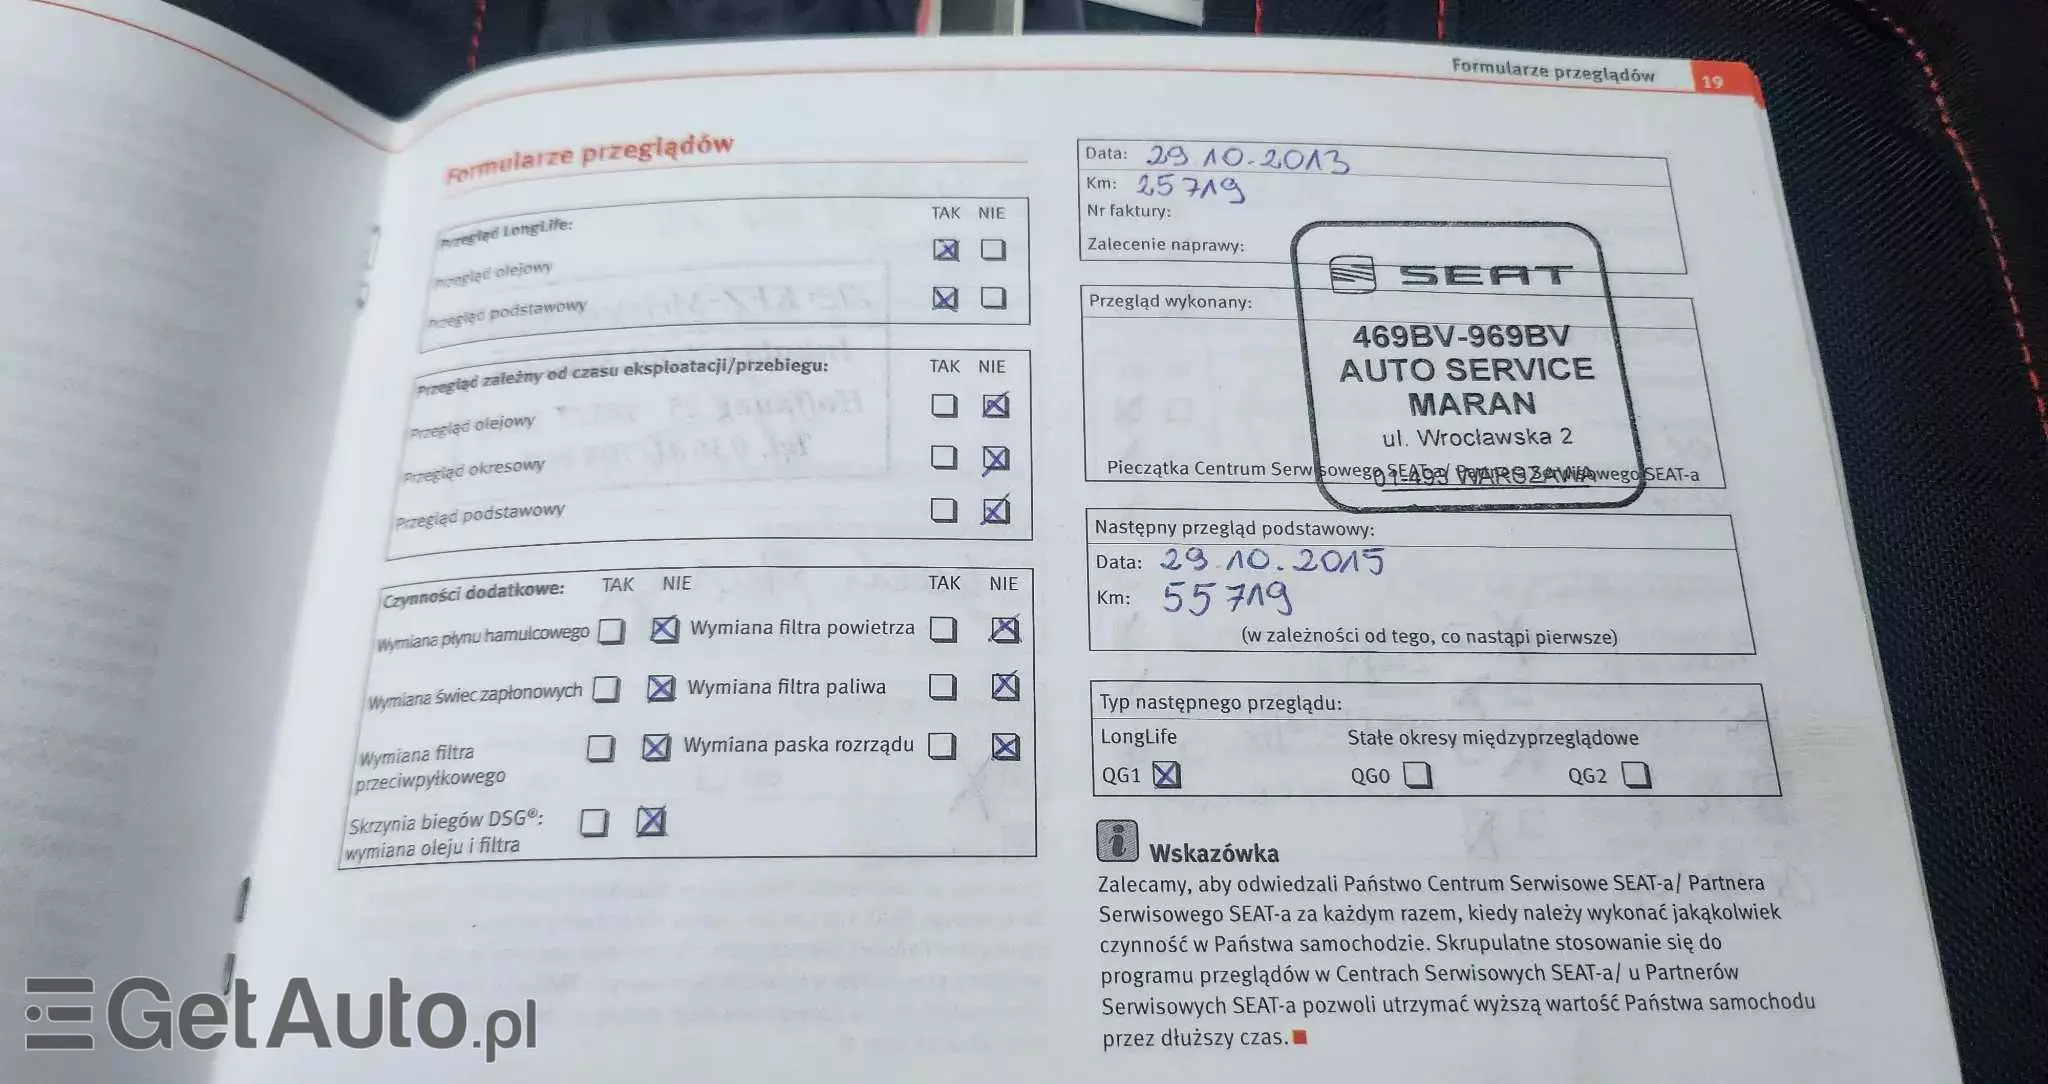 Formularze przeglądów 19
Formularze przeglądów
Przegląd LongLife: TAK NIE
Przegląd olejowy
Przegląd podstawowy
Przegląd zależny od czasu eksploatacji/przebiegu: TAK NIE
Przegląd olejowy
Przegląd okresowy
Przegląd podstawowy
Czynności dodatkowe: TAK NIE TAK NIE
Wymiana płynu hamulcowego Wymiana filtra powietrza
Wymiana świec zapłonowych Wymiana filtra paliwa
Wymiana filtra Wymiana paska rozrządu
przeciwpyłkowego
Skrzynia biegów DSG®:
wymiana oleju i filtra
Data: 29.10.2013
Km: 25719
Nr faktury:
Zalecenie naprawy:
Przegląd wykonany:
SEAT
469BV-969BV
AUTO SERVICE
MARAN
ul. Wrocławska 2
01-493 WARSZAWA
Pieczątka Centrum Serwisowego SEAT-a/ Partnera Serwisowego SEAT-a
Następny przegląd podstawowy:
Data: 29.10.2015
Km: 55719
(w zależności od tego, co nastąpi pierwsze)
Typ następnego przeglądu:
LongLife Stałe okresy międzyprzeglądowe
QG1 QG0 QG2
i Wskazówka
Zalecamy, aby odwiedzali Państwo Centrum Serwisowe SEAT-a/ Partnera
Serwisowego SEAT-a za każdym razem, kiedy należy wykonać jakąkolwiek
czynność w Państwa samochodzie. Skrupulatne stosowanie się do
programu przeglądów w Centrach Serwisowych SEAT-a/ u Partnerów
Serwisowych SEAT-a pozwoli utrzymać wyższą wartość Państwa samochodu
przez dłuższy czas.
GetAuto.pl